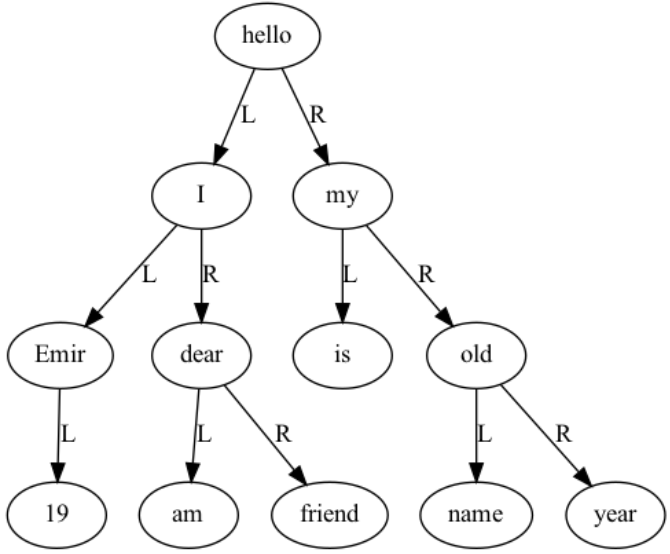 hello
L R
I my
L R L R
Emir dear is old
L L R L R
19 am friend name year